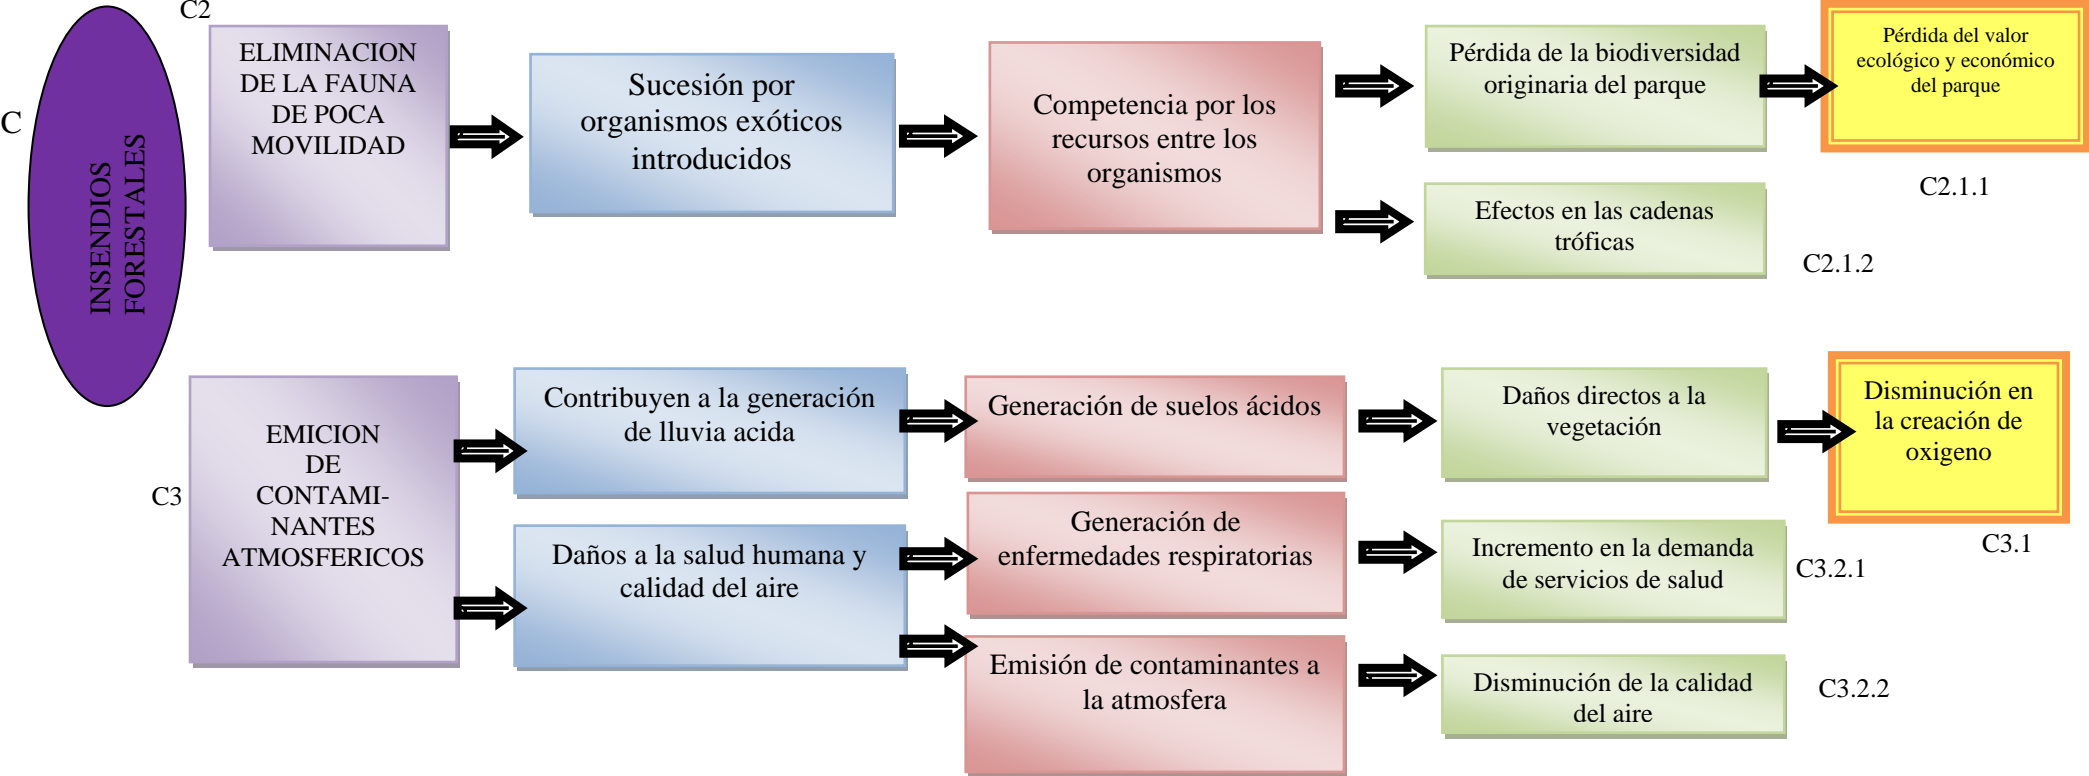 C2
C
INSENDIOS
FORESTALES
ELIMINACION
DE LA FAUNA
DE POCA
MOVILIDAD
Sucesión por
organismos exóticos
introducidos
Competencia por los
recursos entre los
organismos
Pérdida de la biodiversidad
originaria del parque
Pérdida del valor
ecológico y económico
del parque
C2.1.1
Efectos en las cadenas
tróficas
C2.1.2
C3
EMICION
DE
CONTAMI-
NANTES
ATMOSFERICOS
Contribuyen a la generación
de lluvia acida
Generación de suelos ácidos
Daños directos a la
vegetación
Disminución en
la creación de
oxigeno
C3.1
Daños a la salud humana y
calidad del aire
Generación de
enfermedades respiratorias
Incremento en la demanda
de servicios de salud
C3.2.1
Emisión de contaminantes a
la atmosfera
Disminución de la calidad
del aire
C3.2.2